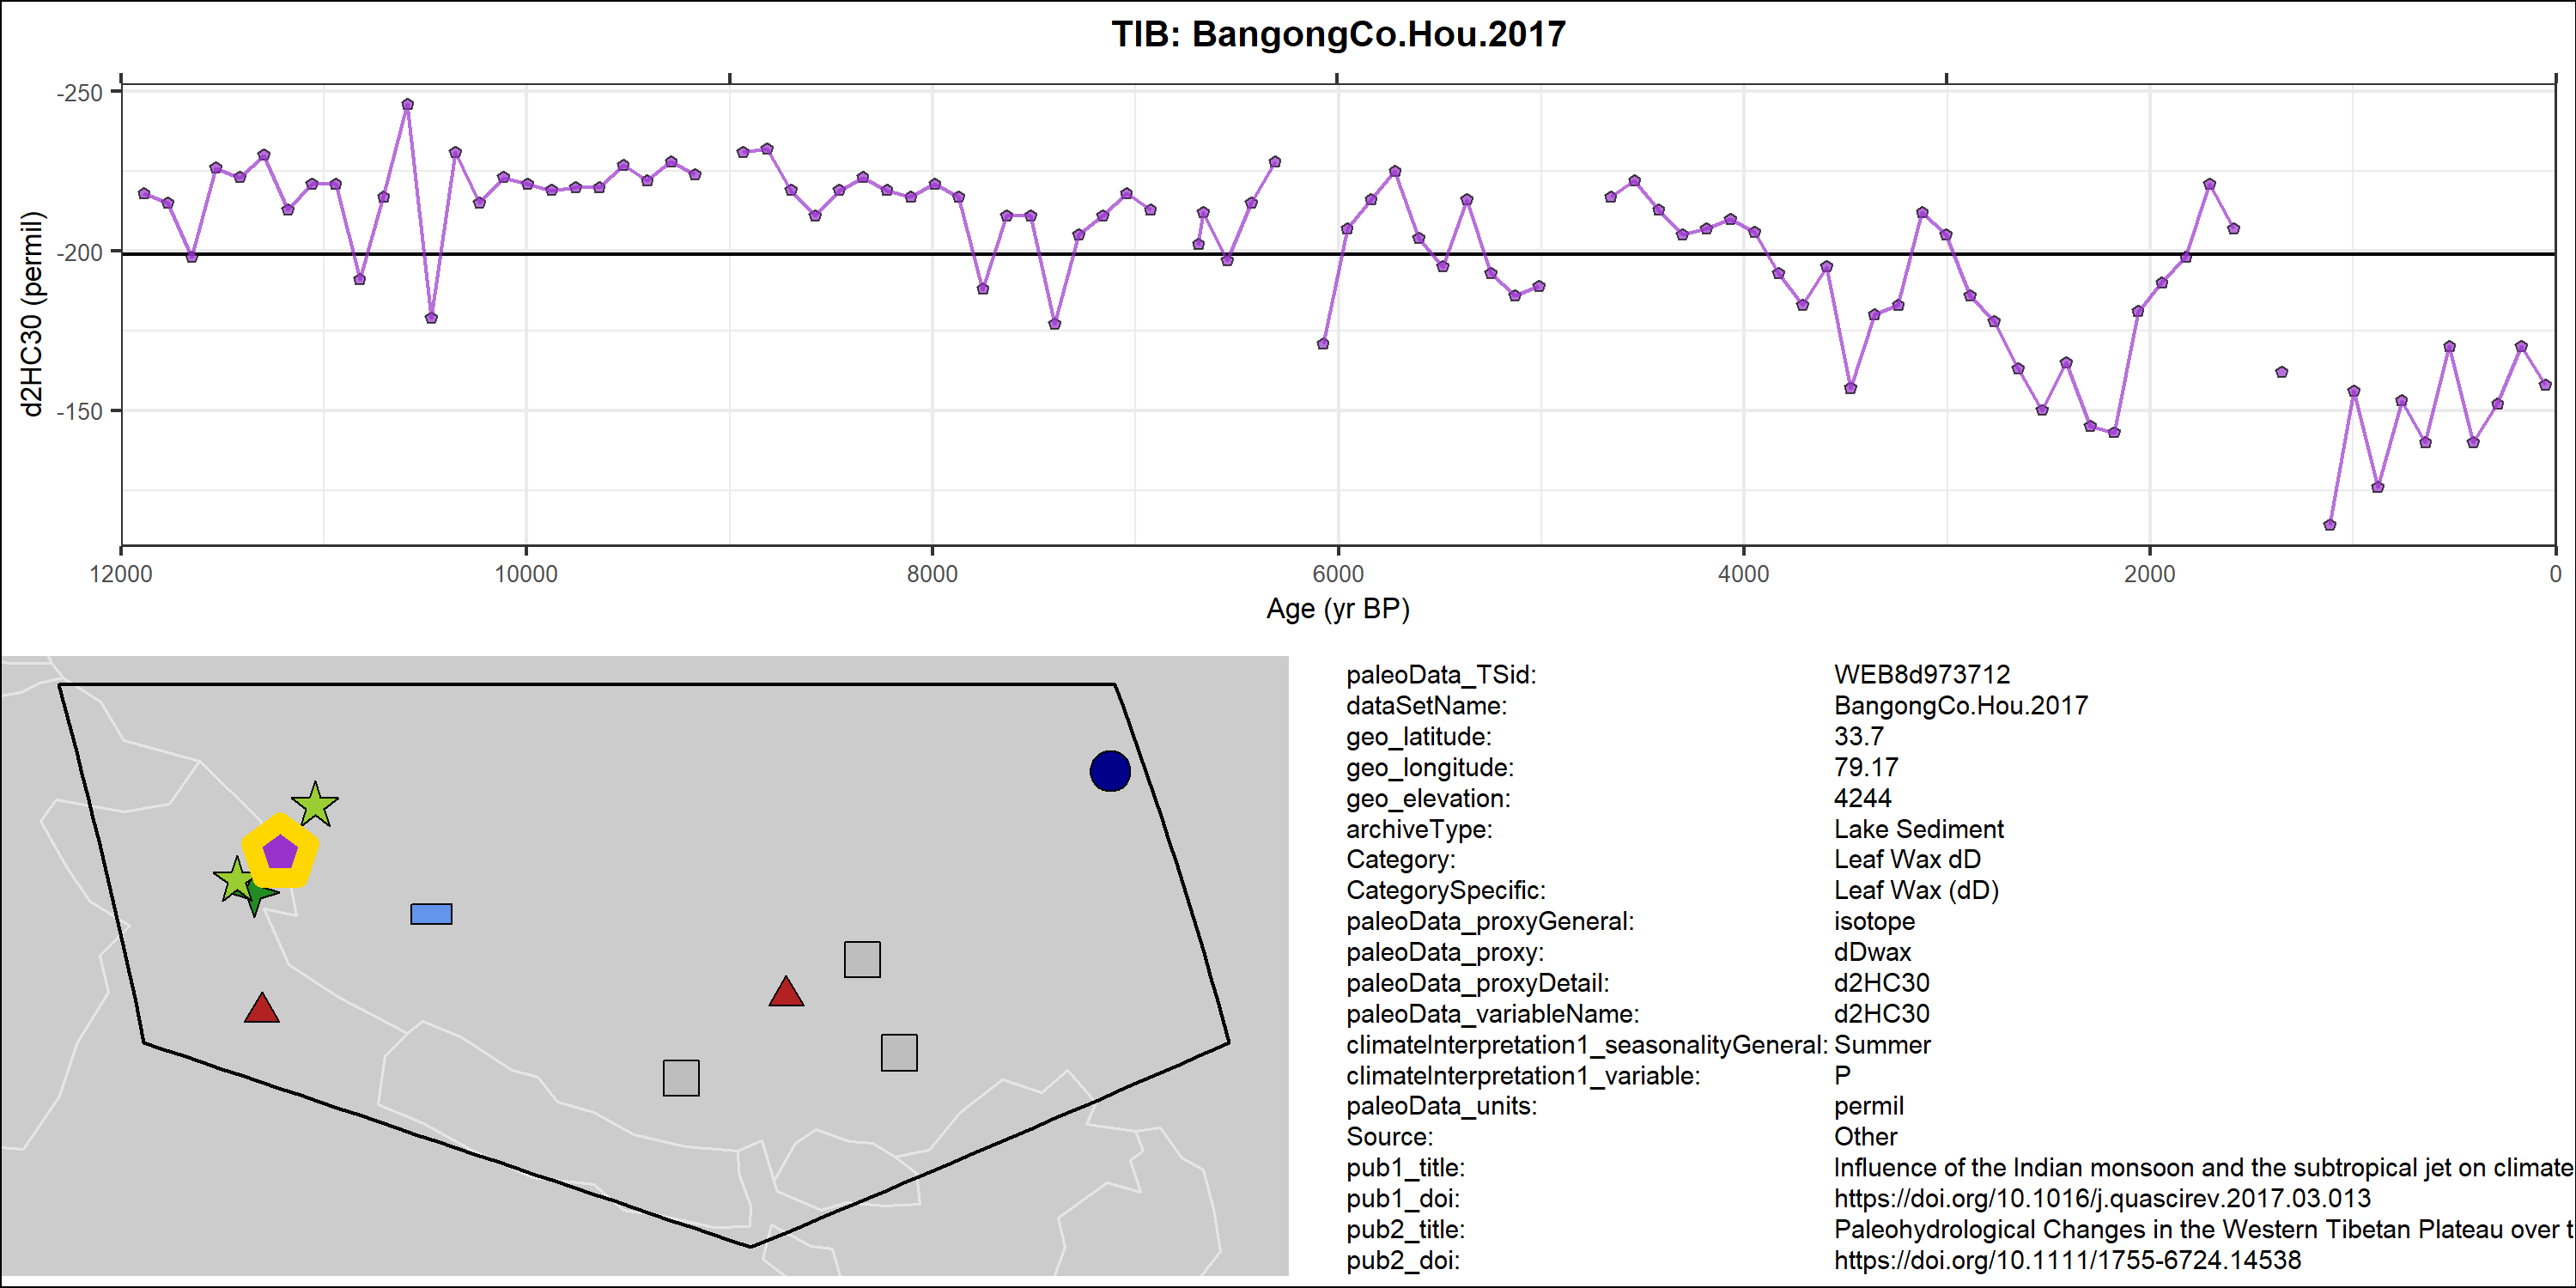 TIB: BangongCo.Hou.2017
-250
-200
-150
d2HC30 (permil)
12000 10000 8000 6000 4000 2000 0
Age (yr BP)
paleoData_TSid: WEB8d973712
dataSetName: BangongCo.Hou.2017
geo_latitude: 33.7
geo_longitude: 79.17
geo_elevation: 4244
archiveType: Lake Sediment
Category: Leaf Wax dD
CategorySpecific: Leaf Wax (dD)
paleoData_proxyGeneral: isotope
paleoData_proxy: dDwax
paleoData_proxyDetail: d2HC30
paleoData_variableName: d2HC30
climateInterpretation1_seasonalityGeneral: Summer
climateInterpretation1_variable: P
paleoData_units: permil
Source: Other
pub1_title: Influence of the Indian monsoon and the subtropical jet on climate
pub1_doi: https://doi.org/10.1016/j.quascirev.2017.03.013
pub2_title: Paleohydrological Changes in the Western Tibetan Plateau over t
pub2_doi: https://doi.org/10.1111/1755-6724.14538